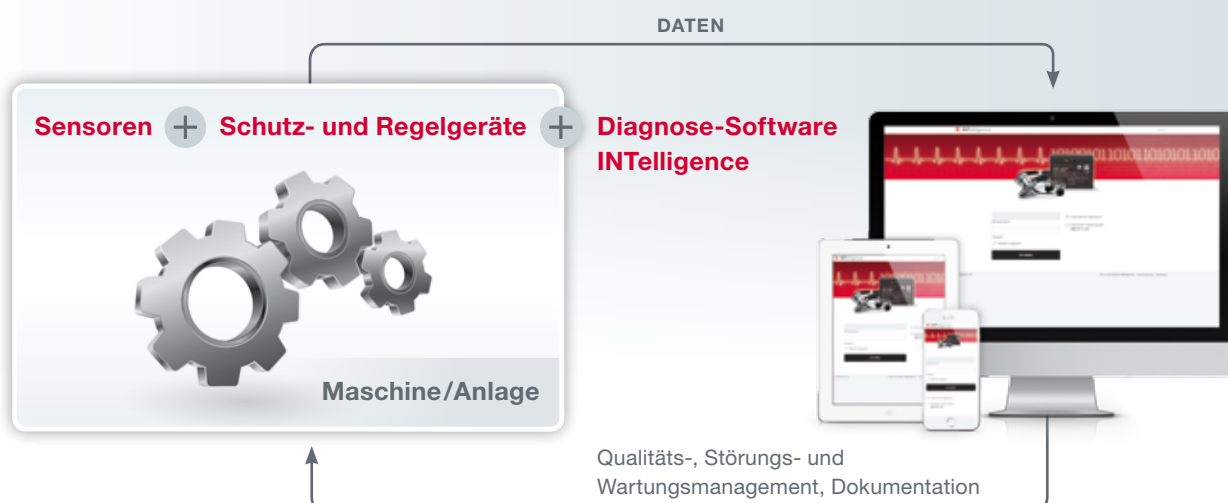 DATEN
Sensoren + Schutz- und Regelgeräte + Diagnose-Software
INTelligence
Maschine/Anlage
Qualitäts-, Störungs- und
Wartungsmanagement, Dokumentation